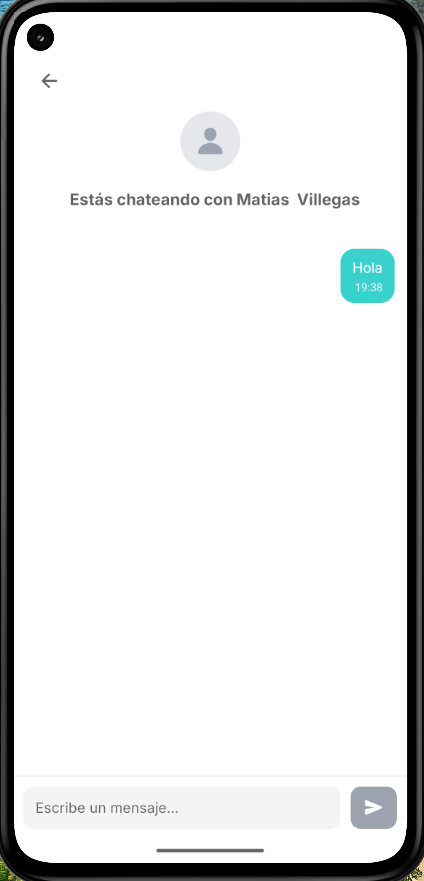 Estás chateando con Matias  Villegas
Hola
19:38
Escribe un mensaje...